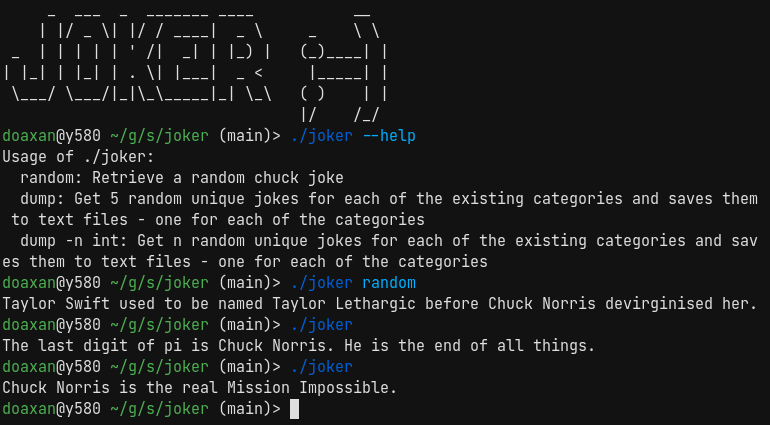 _  ___  _  _______ ____           __
    | |/ _ \| |/ / ____|  _ \     _    \ \
 _  | | | | | ' /|  _| | |_) |   (_)____| |
| |_| | |_| | . \| |___|  _ <     |_____| |
 \___/ \___/|_|\_\_____|_| \_\   ( )    | |
                                 |/    /_/
doaxan@y580 ~/g/s/joker (main)> ./joker --help
Usage of ./joker:
  random: Retrieve a random chuck joke
  dump: Get 5 random unique jokes for each of the existing categories and saves them
 to text files - one for each of the categories
  dump -n int: Get n random unique jokes for each of the existing categories and sav
es them to text files - one for each of the categories
doaxan@y580 ~/g/s/joker (main)> ./joker random
Taylor Swift used to be named Taylor Lethargic before Chuck Norris devirginised her.
doaxan@y580 ~/g/s/joker (main)> ./joker
The last digit of pi is Chuck Norris. He is the end of all things.
doaxan@y580 ~/g/s/joker (main)> ./joker
Chuck Norris is the real Mission Impossible.
doaxan@y580 ~/g/s/joker (main)>